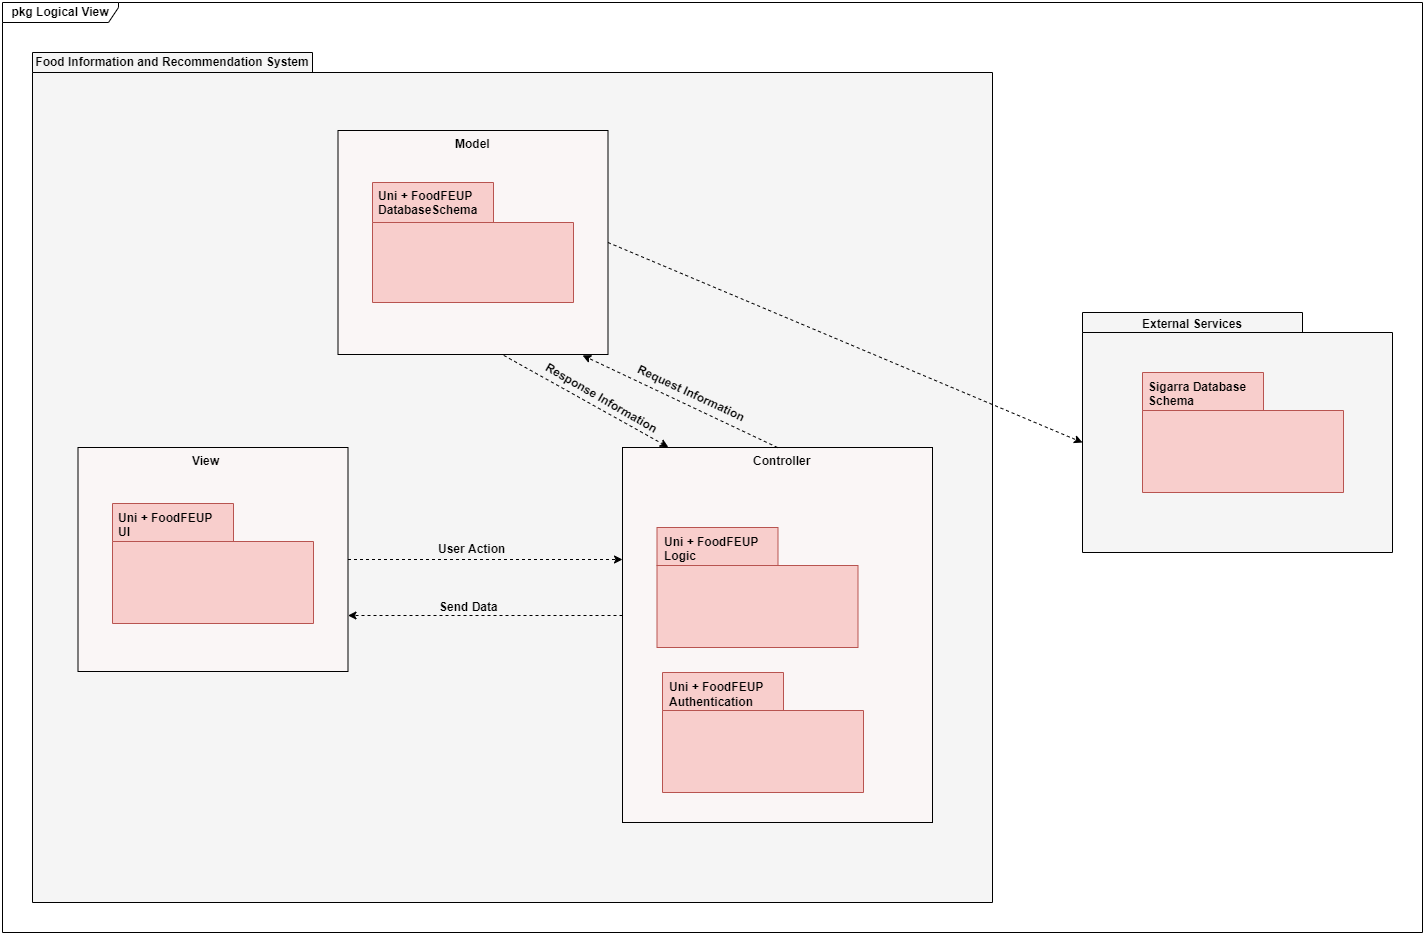 pkg Logical View
Food Information and Recommendation System
Model
Uni + FoodFEUP
DatabaseSchema
External Services
Sigarra Database
Schema
Response Information
Request Information
View
Uni + FoodFEUP
UI
User Action
Send Data
Controller
Uni + FoodFEUP
Logic
Uni + FoodFEUP
Authentication